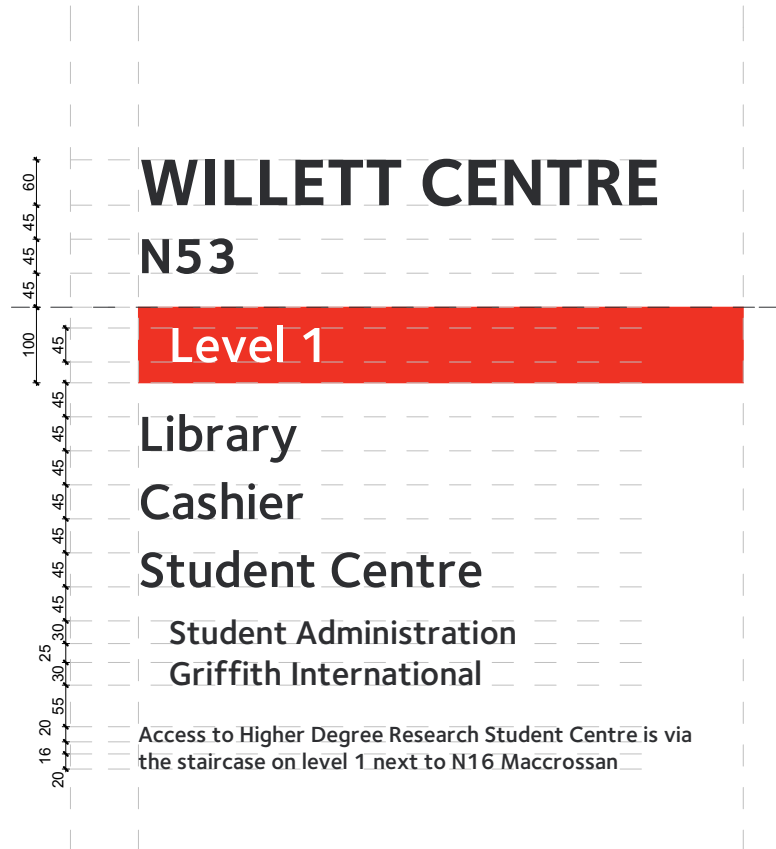 WILLETT CENTRE
N53
Level 1
Library
Cashier
Student Centre
Student Administration
Griffith International
Access to Higher Degree Research Student Centre is via
the staircase on level 1 next to N16 Maccrossan
60
45
45
45
100
45
45
45
45
45
45
45
45
30
25
30
55
20
16
20